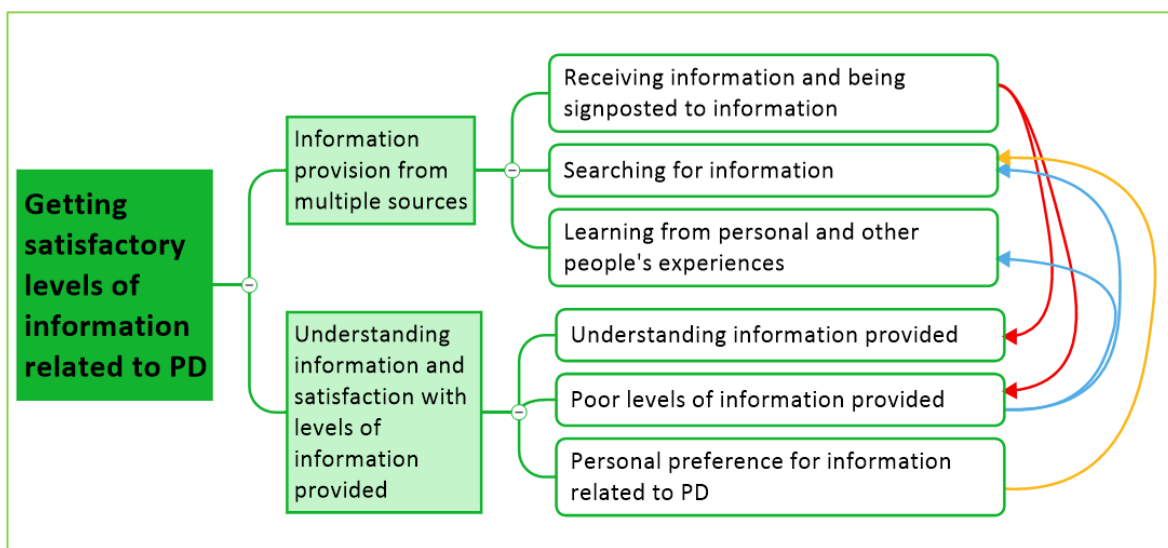 Getting
satisfactory
levels of
information
related to PD
Information
provision from
multiple sources
Receiving information and being
signposted to information
Searching for information
Learning from personal and other
people's experiences
Understanding
information and
satisfaction with
levels of
information
provided
Understanding information provided
Poor levels of information provided
Personal preference for information
related to PD